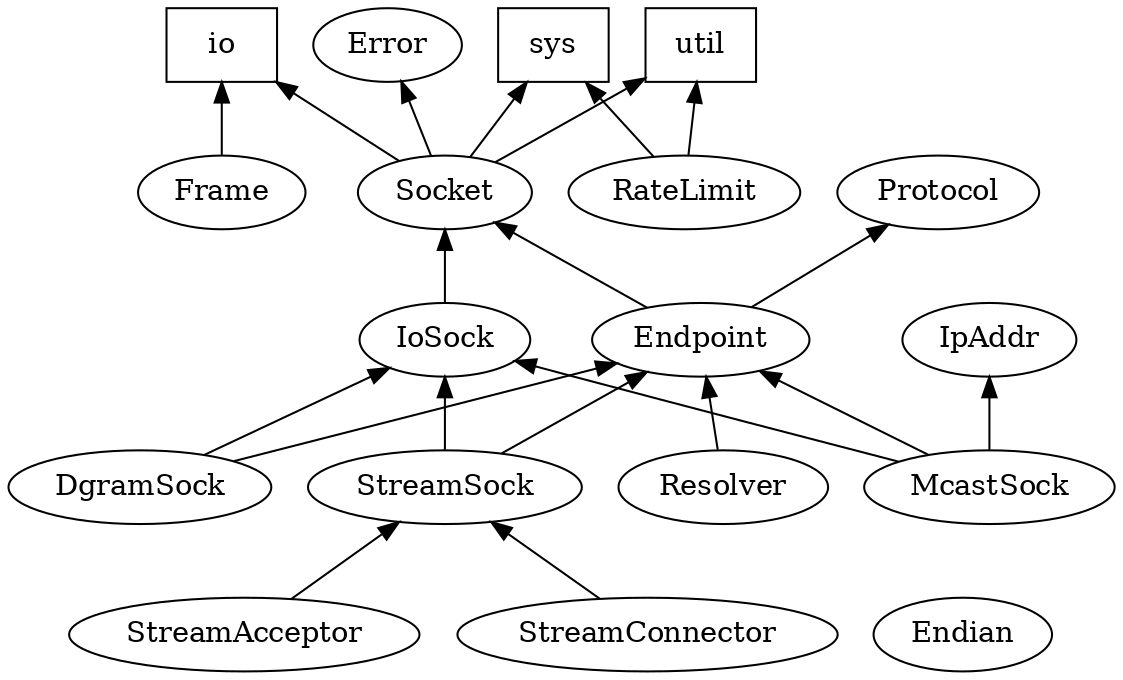 io
Error
sys
util
Frame
Socket
RateLimit
Protocol
IoSock
Endpoint
IpAddr
DgramSock
StreamSock
Resolver
McastSock
StreamAcceptor
StreamConnector
Endian